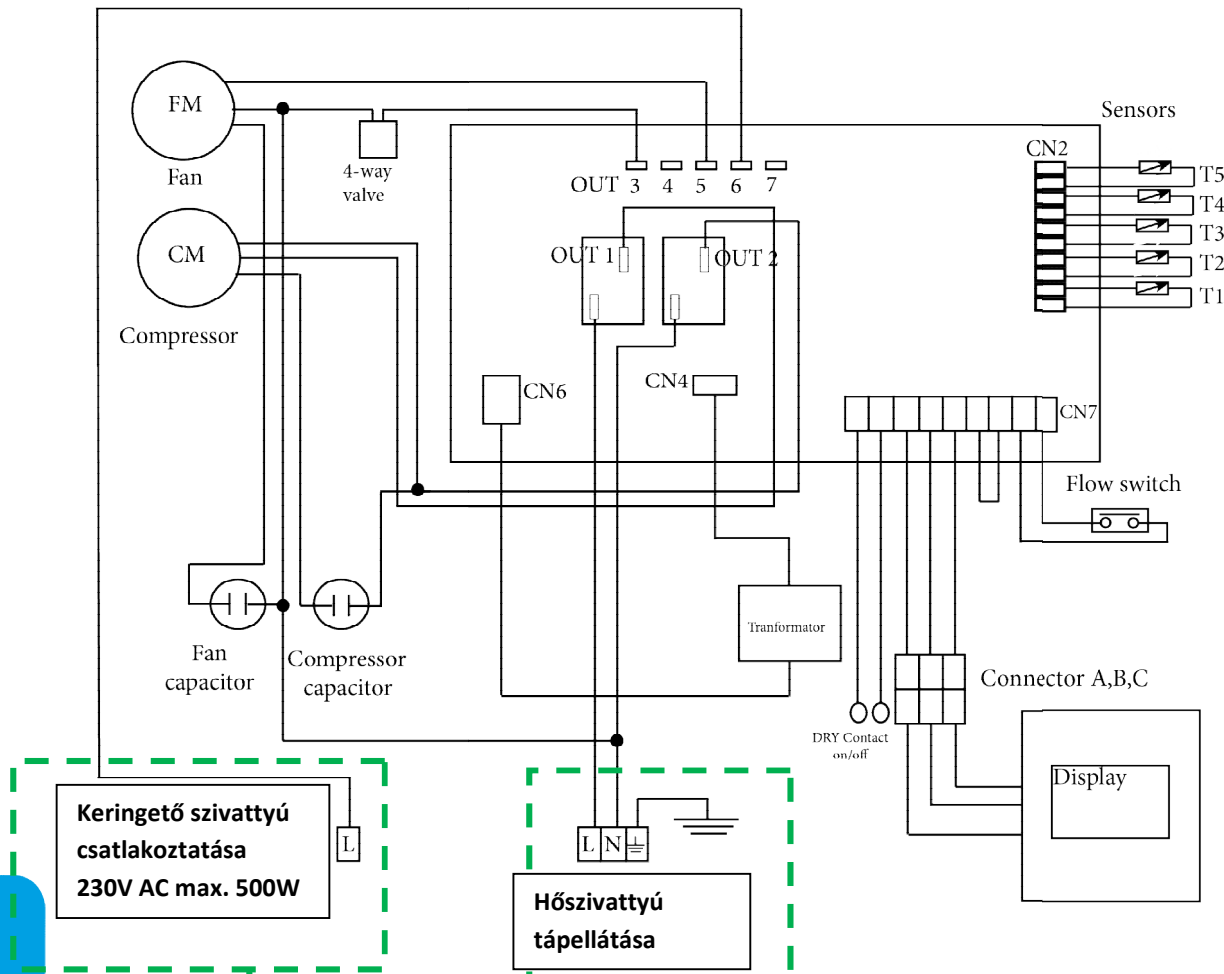 FM
Fan
4-way
valve
CM
Compressor
Sensors
CN2
T5
T4
T3
T2
T1
OUT 3 4 5 6 7
OUT 1
OUT 2
CN6
CN4
CN7
Flow switch
Fan
capacitor
Compressor
capacitor
Tranformator
Connector A,B,C
DRY Contact
on/off
Display
Keringető szivattyú
csatlakoztatása
230V AC max. 500W
L
L N
Hőszivattyú
tápellátása